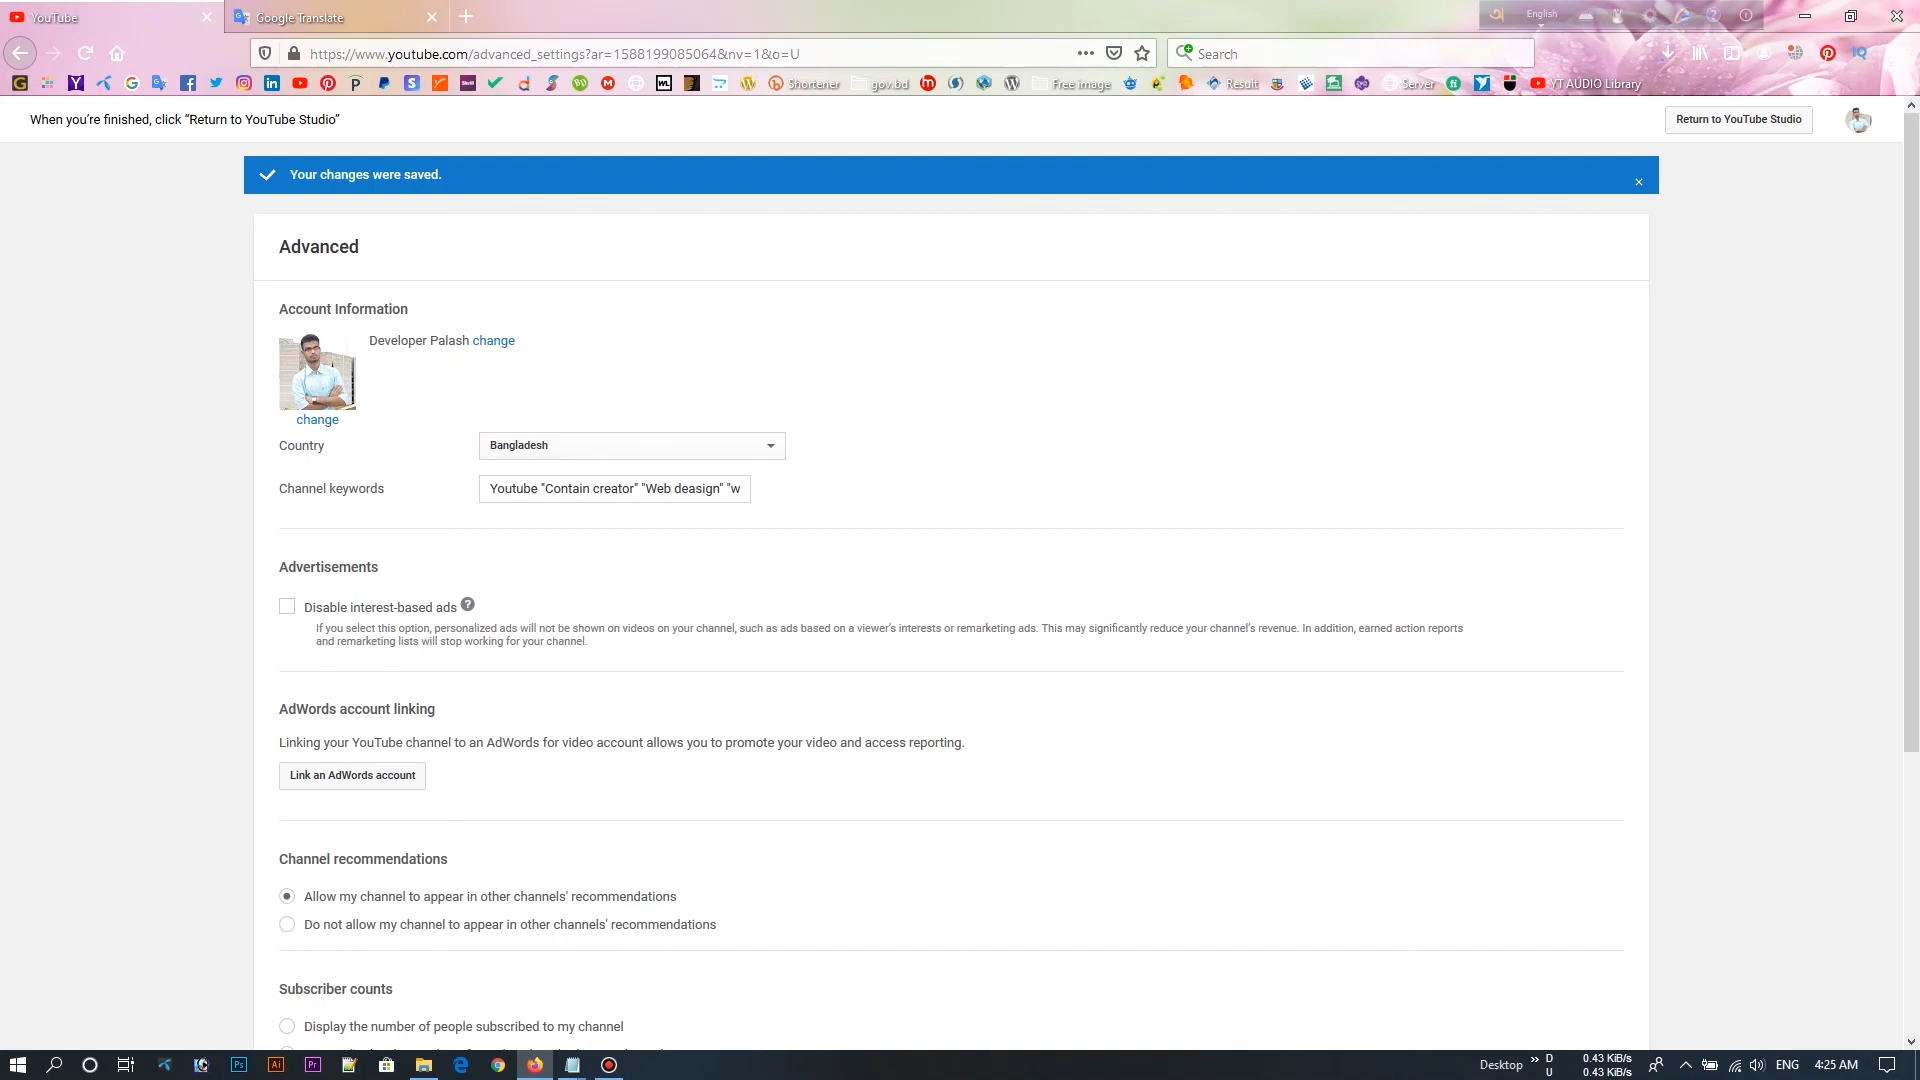 YouTube
Google Translate
English
https://www.youtube.com/advanced_settings?ar=1588199085064&nv=1&o=U
Search
Shortener
gov.bd
Free image
Result
Server
YT AUDIO Library
When you're finished, click “Return to YouTube Studio”
Return to YouTube Studio
Your changes were saved.
Advanced
Account Information
Developer Palash change
change
Country
Bangladesh
Channel keywords
Youtube "Contain creator" "Web deasign" "w
Advertisements
Disable interest-based ads
If you select this option, personalized ads will not be shown on videos on your channel, such as ads based on a viewer's interests or remarketing ads. This may significantly reduce your channel's revenue. In addition, earned action reports
and remarketing lists will stop working for your channel.
AdWords account linking
Linking your YouTube channel to an AdWords for video account allows you to promote your video and access reporting.
Link an AdWords account
Channel recommendations
Allow my channel to appear in other channels' recommendations
Do not allow my channel to appear in other channels' recommendations
Subscriber counts
Display the number of people subscribed to my channel
Ps
Ai
Pr
Desktop
D
U
0.43 KiB/s
0.43 KiB/s
ENG
4:25 AM